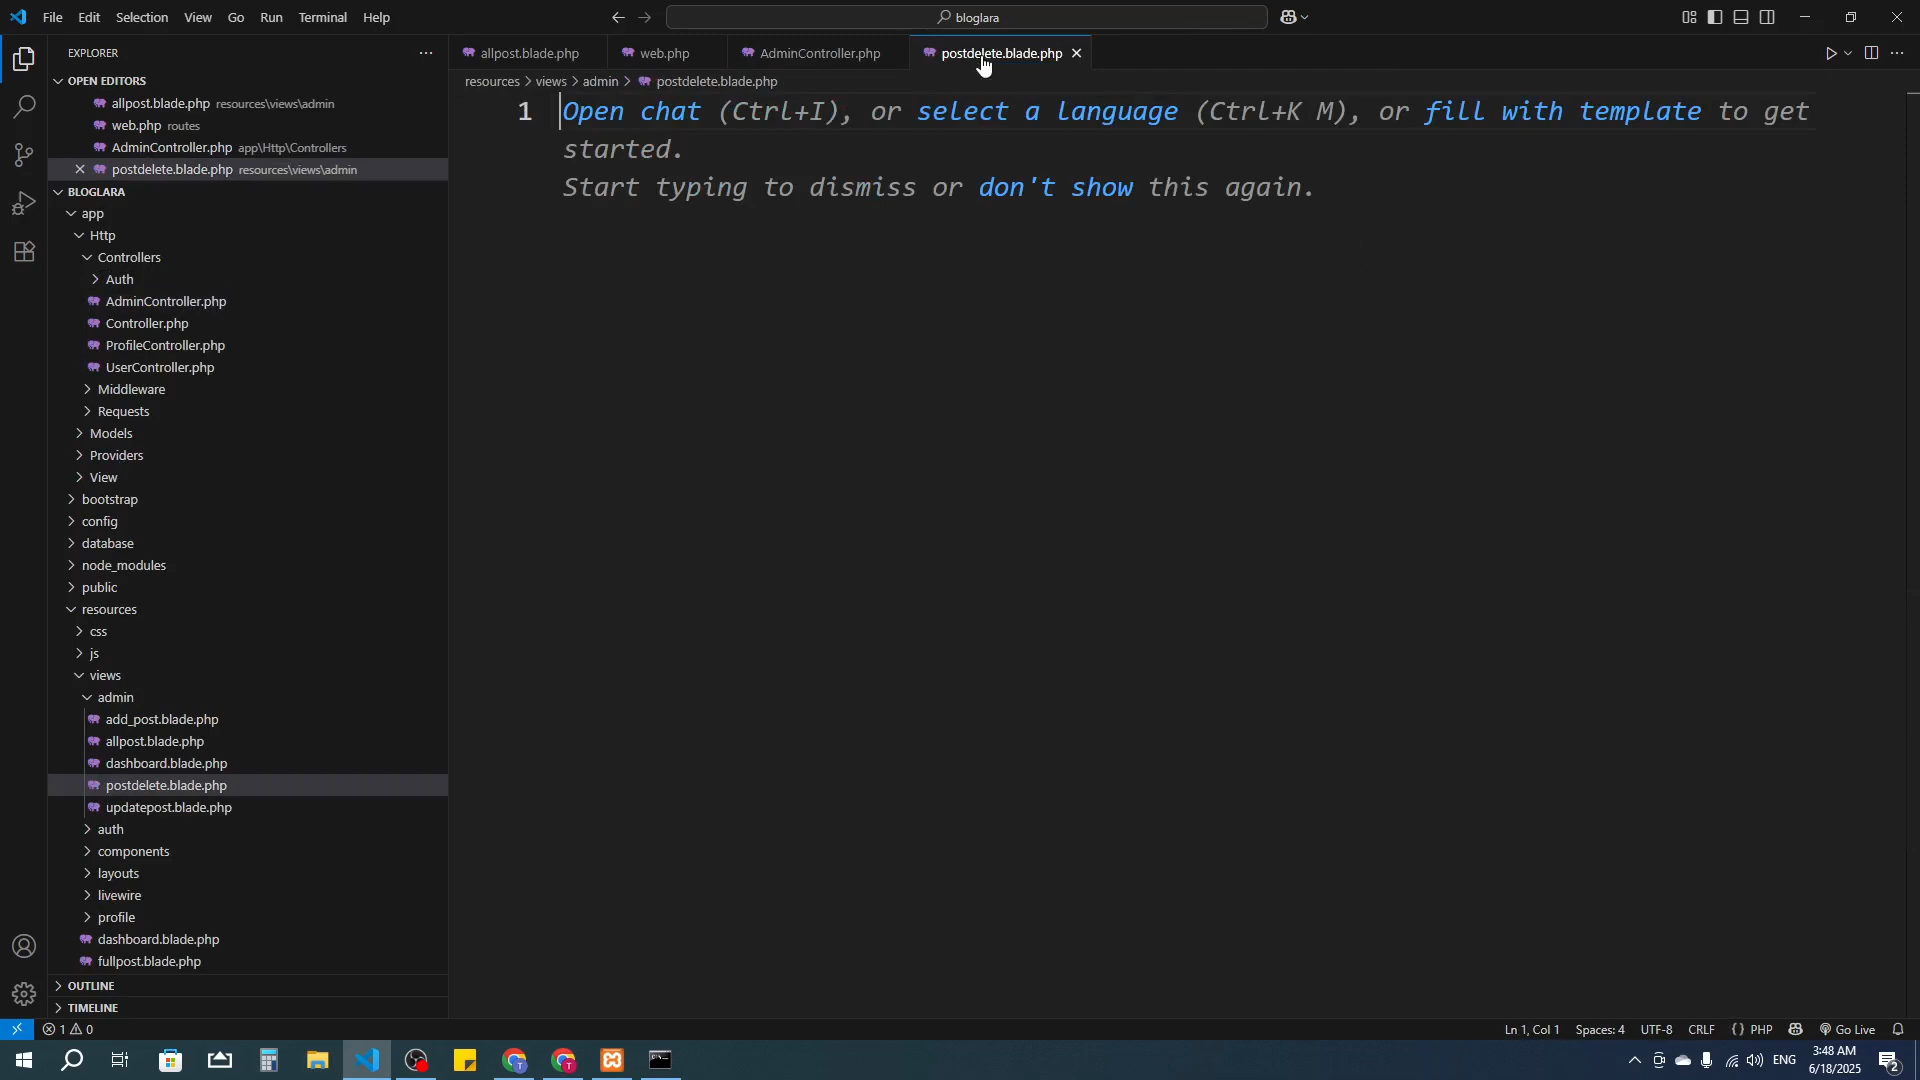 File Edit Selection View Go Run Terminal Help
bloglara
EXPLORER
OPEN EDITORS
allpost.blade.php resources\views\admin
web.php routes
AdminController.php app\Http\Controllers
postdelete.blade.php resources\views\admin
BLOGLARA
app
Http
Controllers
Auth
AdminController.php
Controller.php
ProfileController.php
UserController.php
Middleware
Requests
Models
Providers
View
bootstrap
config
database
node_modules
public
resources
css
js
views
admin
add_post.blade.php
allpost.blade.php
dashboard.blade.php
postdelete.blade.php
updatepost.blade.php
auth
components
layouts
livewire
profile
dashboard.blade.php
fullpost.blade.php
OUTLINE
TIMELINE
allpost.blade.php web.php AdminController.php postdelete.blade.php
resources > views > admin > postdelete.blade.php
1 Open chat (Ctrl+I), or select a language (Ctrl+K M), or fill with template to get
started.
Start typing to dismiss or don't show this again.
1 0 Ln 1, Col 1 Spaces: 4 UTF-8 CRLF {} PHP Go Live
ENG 3:48 AM
6/18/2025
2